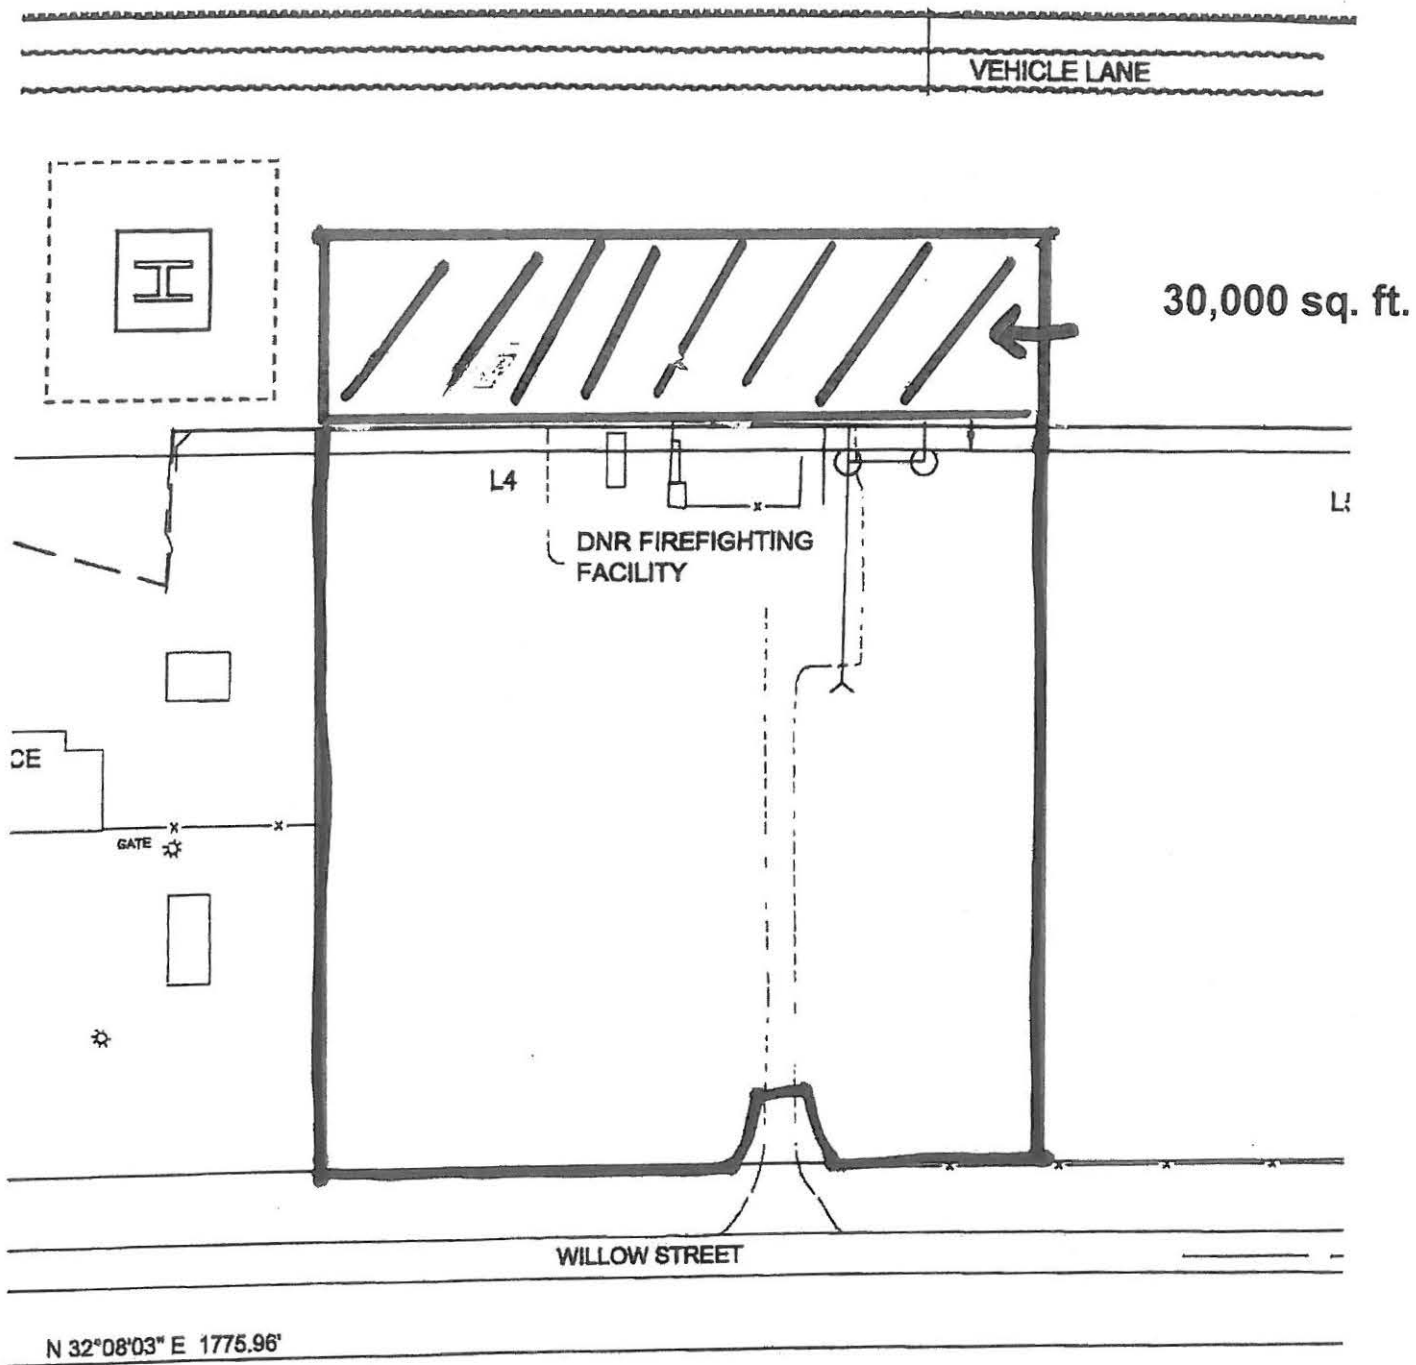 VEHICLE LANE
H
30,000 sq. ft.
L4
DNR FIREFIGHTING
FACILITY
CE
GATE
WILLOW STREET
N 32°08'03" E 1775.96'